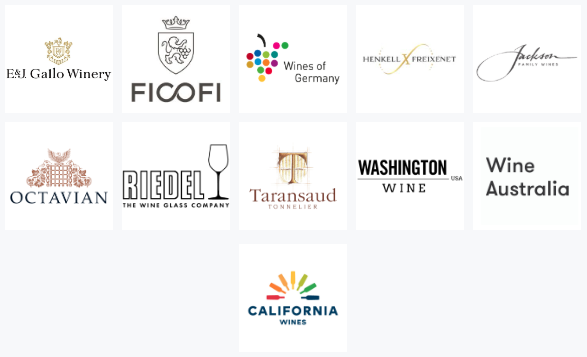 E.&J. Gallo Winery
FICOFI
Wines of
Germany
HENKELL FREIXENET
Jackson
FAMILY WINES
OCTAVIAN
RIEDEL
THE WINE GLASS COMPANY
T
Taransaud
TONNELIER
WASHINGTON
USA
WINE
Wine
Australia
CALIFORNIA
WINES